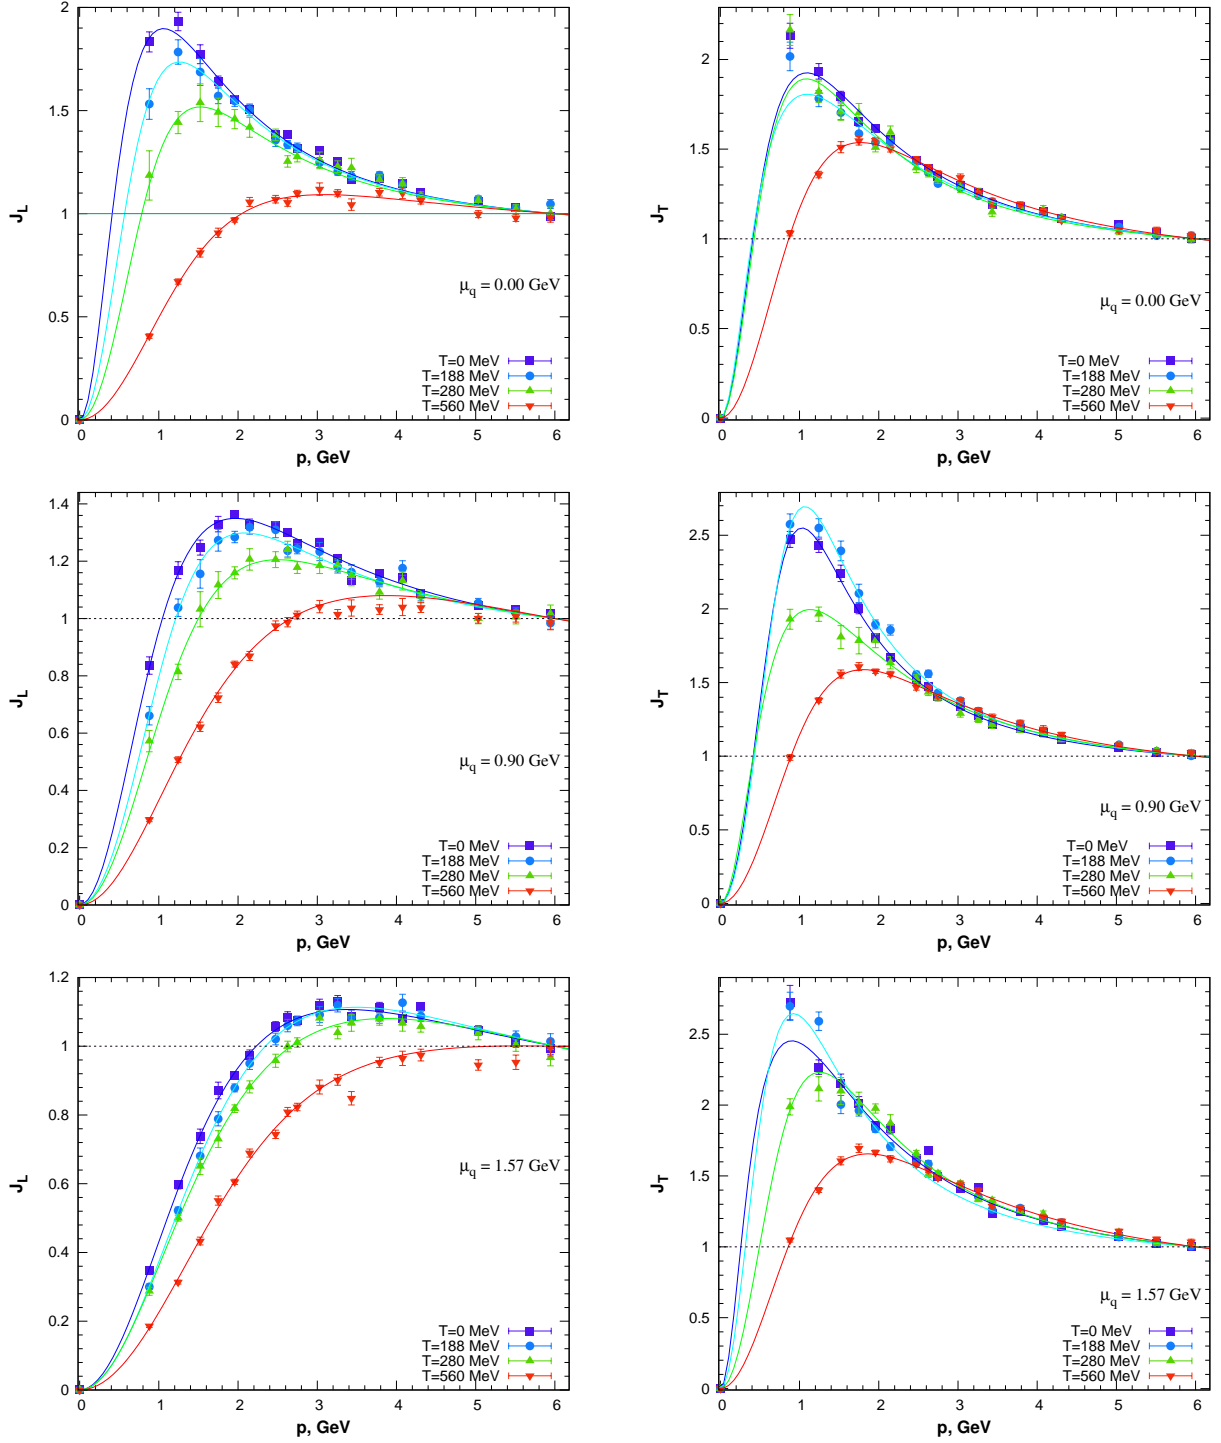 2
1.5
1
0.5
0
0 1 2 3 4 5 6
J_L
p, GeV
μ_q = 0.00 GeV
T=0 MeV
T=188 MeV
T=280 MeV
T=560 MeV
2
1.5
1
0.5
0
0 1 2 3 4 5 6
J_T
p, GeV
μ_q = 0.00 GeV
T=0 MeV
T=188 MeV
T=280 MeV
T=560 MeV
1.4
1.2
1
0.8
0.6
0.4
0.2
0
0 1 2 3 4 5 6
J_L
p, GeV
μ_q = 0.90 GeV
T=0 MeV
T=188 MeV
T=280 MeV
T=560 MeV
2.5
2
1.5
1
0.5
0
0 1 2 3 4 5 6
J_T
p, GeV
μ_q = 0.90 GeV
T=0 MeV
T=188 MeV
T=280 MeV
T=560 MeV
1.2
1
0.8
0.6
0.4
0.2
0
0 1 2 3 4 5 6
J_L
p, GeV
μ_q = 1.57 GeV
T=0 MeV
T=188 MeV
T=280 MeV
T=560 MeV
2.5
2
1.5
1
0.5
0
0 1 2 3 4 5 6
J_T
p, GeV
μ_q = 1.57 GeV
T=0 MeV
T=188 MeV
T=280 MeV
T=560 MeV